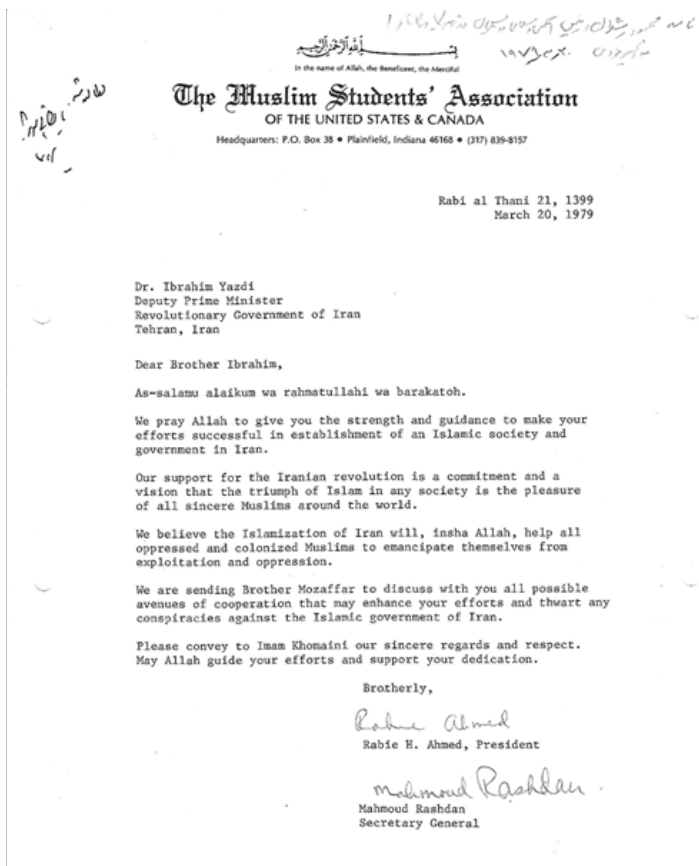 بسم الله الرحمن الرحيم
In the name of Allah, the Beneficent, the Merciful
The Muslim Students' Association
OF THE UNITED STATES & CANADA
Headquarters: P.O. Box 38 • Plainfield, Indiana 46168 • (317) 839-8157
Rabi al Thani 21, 1399
March 20, 1979
Dr. Ibrahim Yazdi
Deputy Prime Minister
Revolutionary Government of Iran
Tehran, Iran
Dear Brother Ibrahim,
As-salamu alaikum wa rahmatullahi wa barakatoh.
We pray Allah to give you the strength and guidance to make your
efforts successful in establishment of an Islamic society and
government in Iran.
Our support for the Iranian revolution is a commitment and a
vision that the triumph of Islam in any society is the pleasure
of all sincere Muslims around the world.
We believe the Islamization of Iran will, insha Allah, help all
oppressed and colonized Muslims to emancipate themselves from
exploitation and oppression.
We are sending Brother Mozaffar to discuss with you all possible
avenues of cooperation that may enhance your efforts and thwart any
conspiracies against the Islamic government of Iran.
Please convey to Imam Khomaini our sincere regards and respect.
May Allah guide your efforts and support your dedication.
Brotherly,
Rabie Ahmed
Rabie H. Ahmed, President
Mahmoud Rashdan
Mahmoud Rashdan
Secretary General